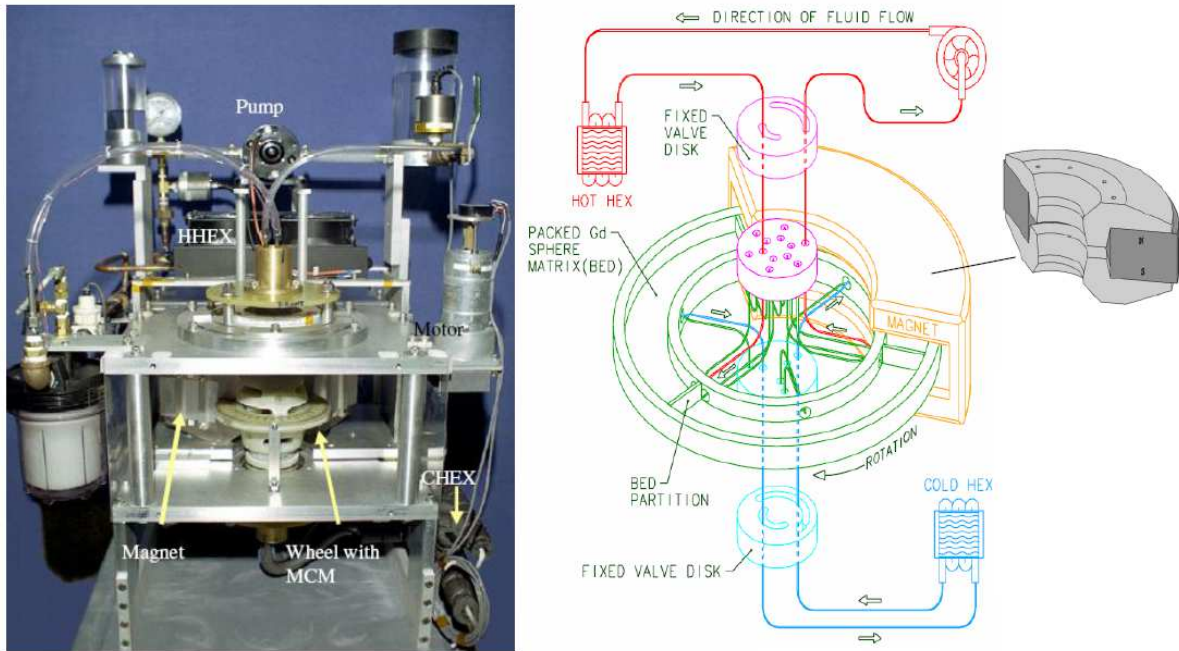 Pump
HHEX
Motor
CHEX
Magnet
Wheel with
MCM
DIRECTION OF FLUID FLOW
FIXED
VALVE
DISK
HOT HEX
PACKED Gd
SPHERE
MATRIX(BED)
MAGNET
ROTATION
BED
PARTITION
COLD HEX
FIXED VALVE DISK
N
S